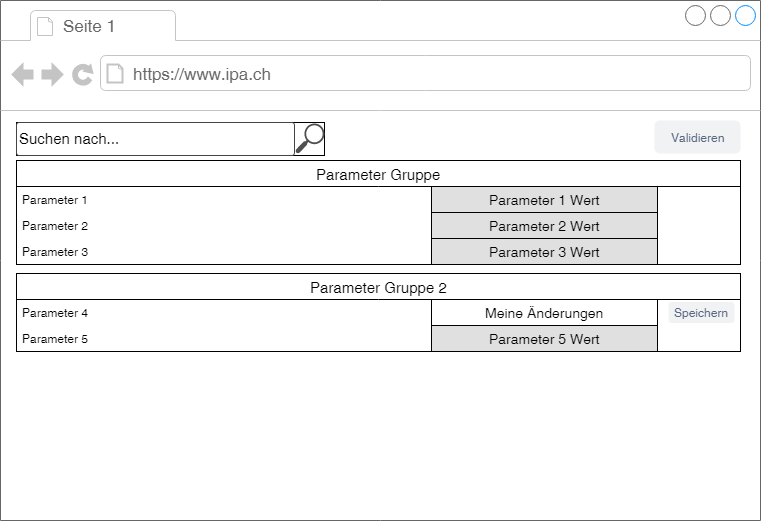 Seite 1
https://www.ipa.ch
Suchen nach...
Validieren
Parameter Gruppe
Parameter 1
Parameter 1 Wert
Parameter 2
Parameter 2 Wert
Parameter 3
Parameter 3 Wert
Parameter Gruppe 2
Parameter 4
Meine Änderungen
Speichern
Parameter 5
Parameter 5 Wert